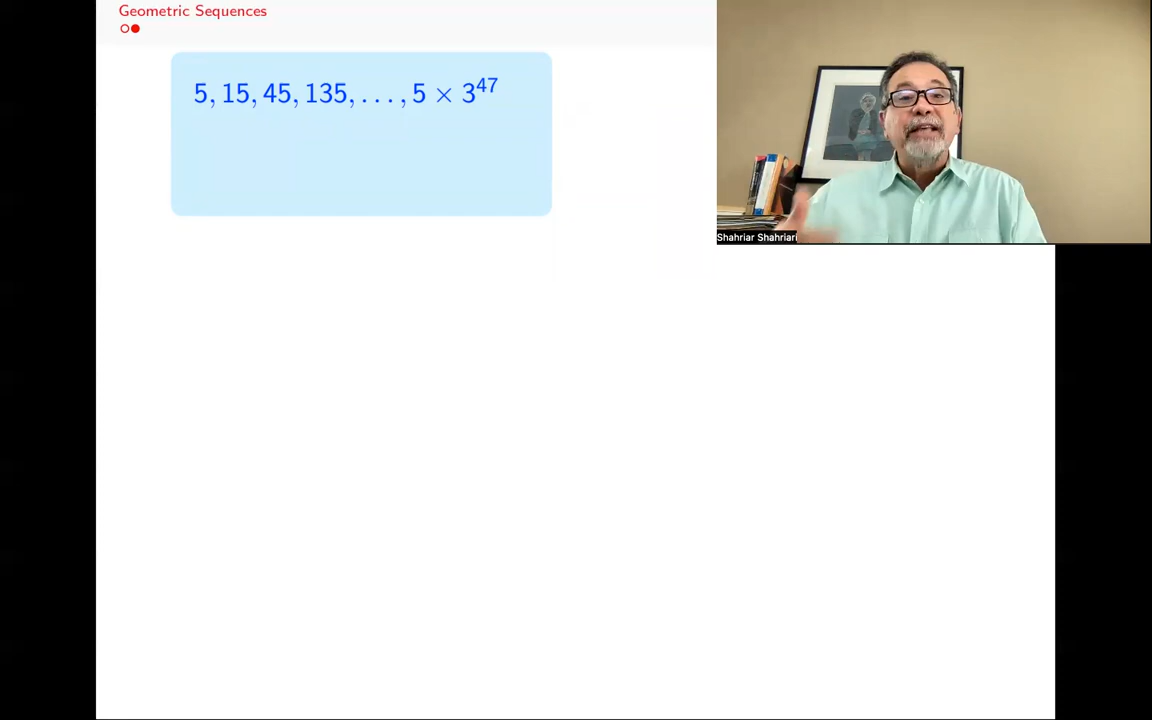 Geometric Sequences
5, 15, 45, 135, . . . , 5 × 3⁴⁷
Shahriar Shahriari